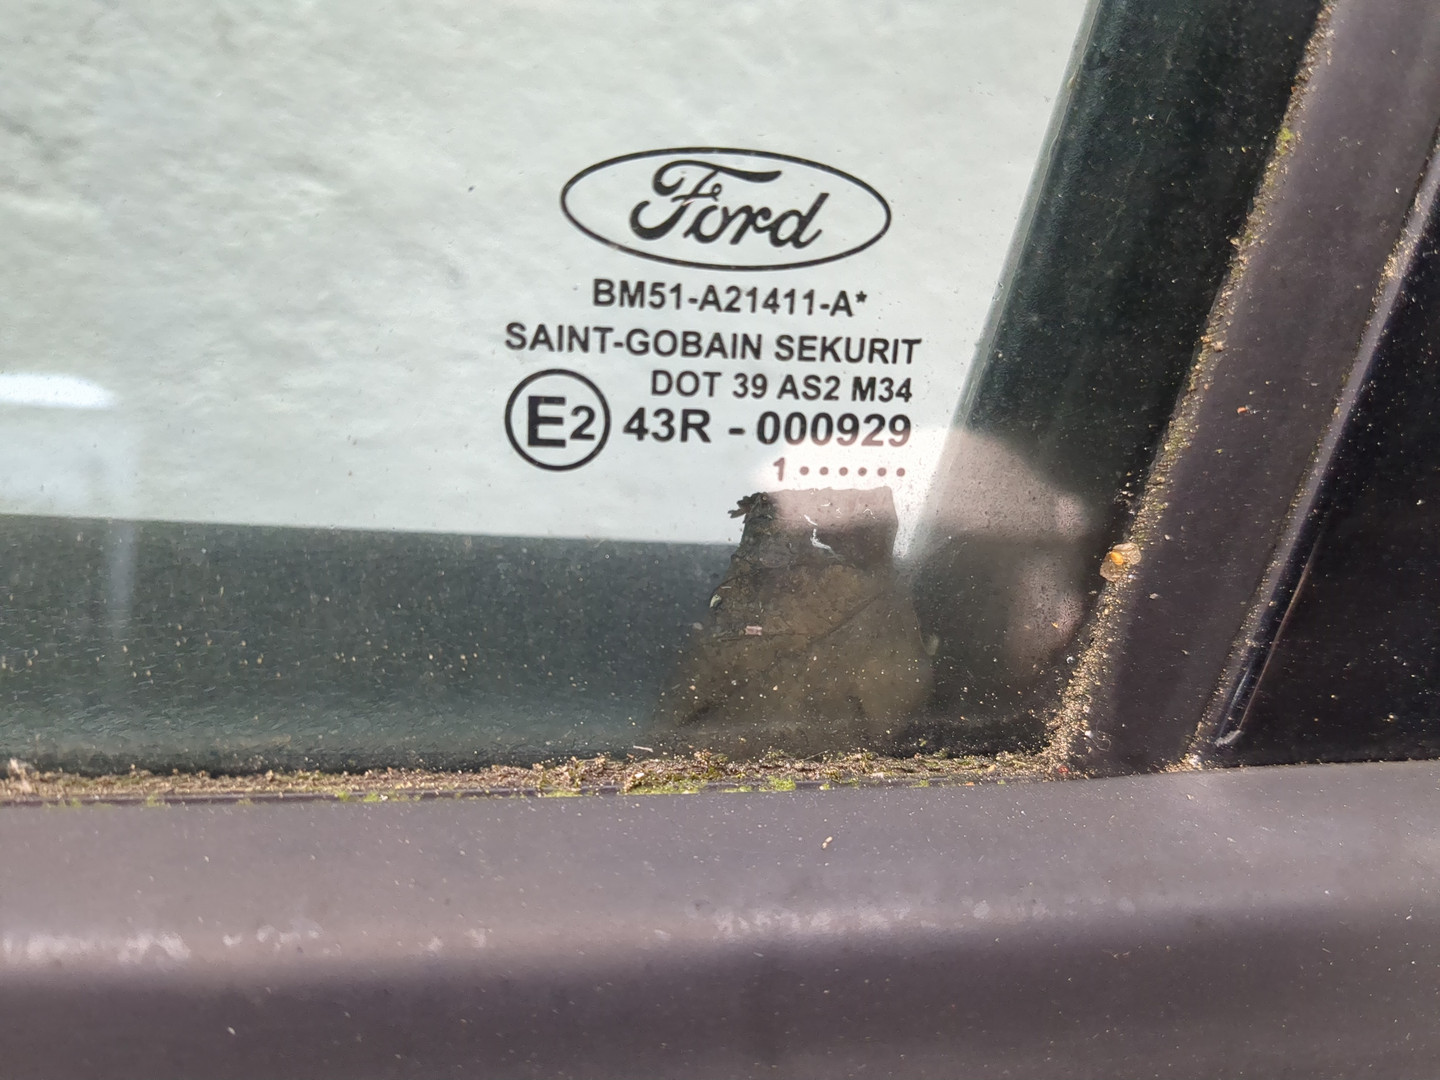 Ford
BM51-A21411-A*
SAINT-GOBAIN SEKURIT
DOT 39 AS2 M34
E2 43R - 000929
1 • • • • • •